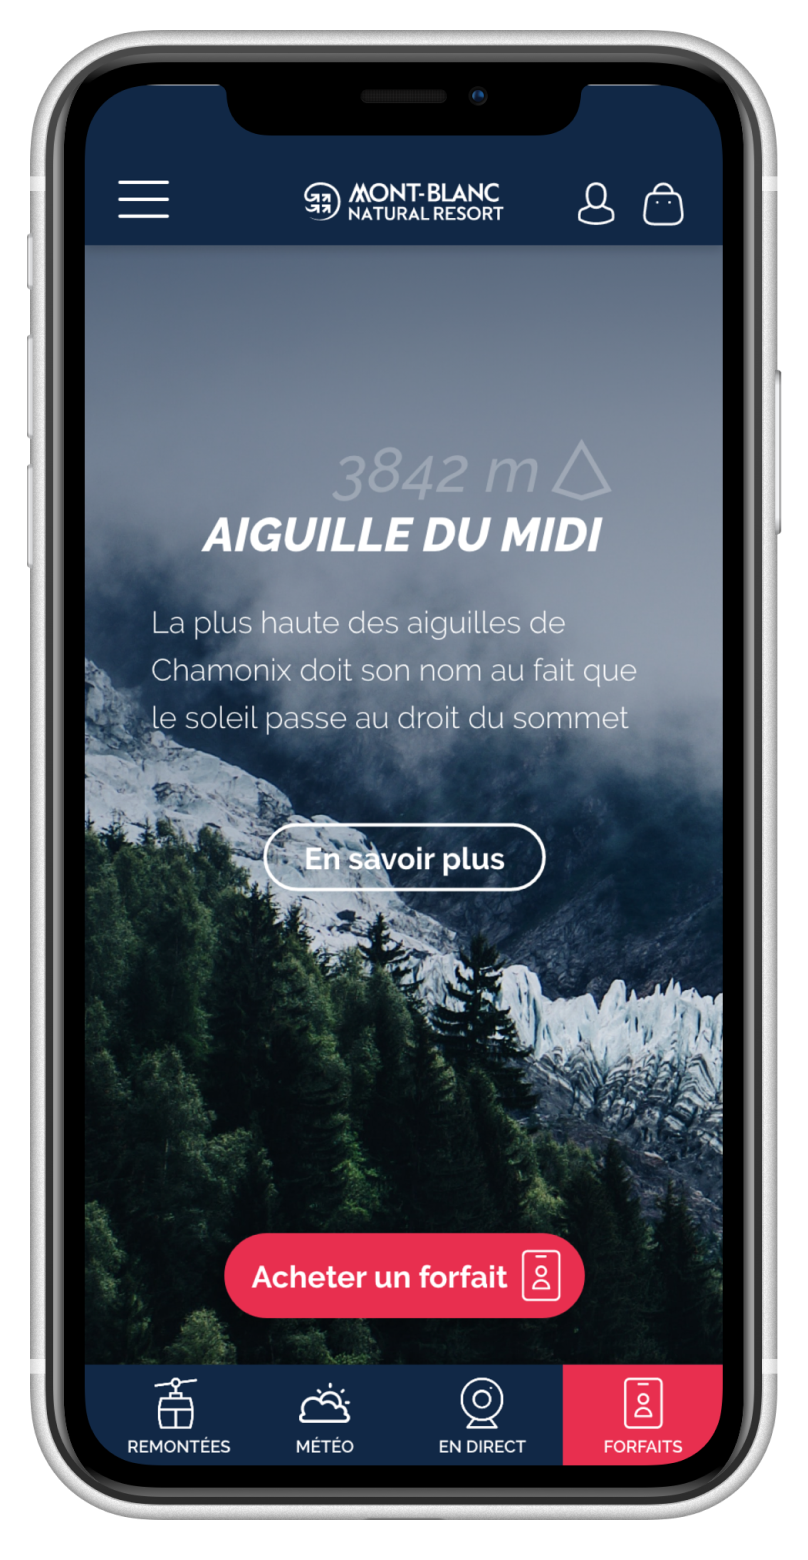 MONT-BLANC
NATURAL RESORT
3842 m
AIGUILLE DU MIDI
La plus haute des aiguilles de
Chamonix doit son nom au fait que
le soleil passe au droit du sommet
En savoir plus
Acheter un forfait
REMONTÉES
MÉTÉO
EN DIRECT
FORFAITS